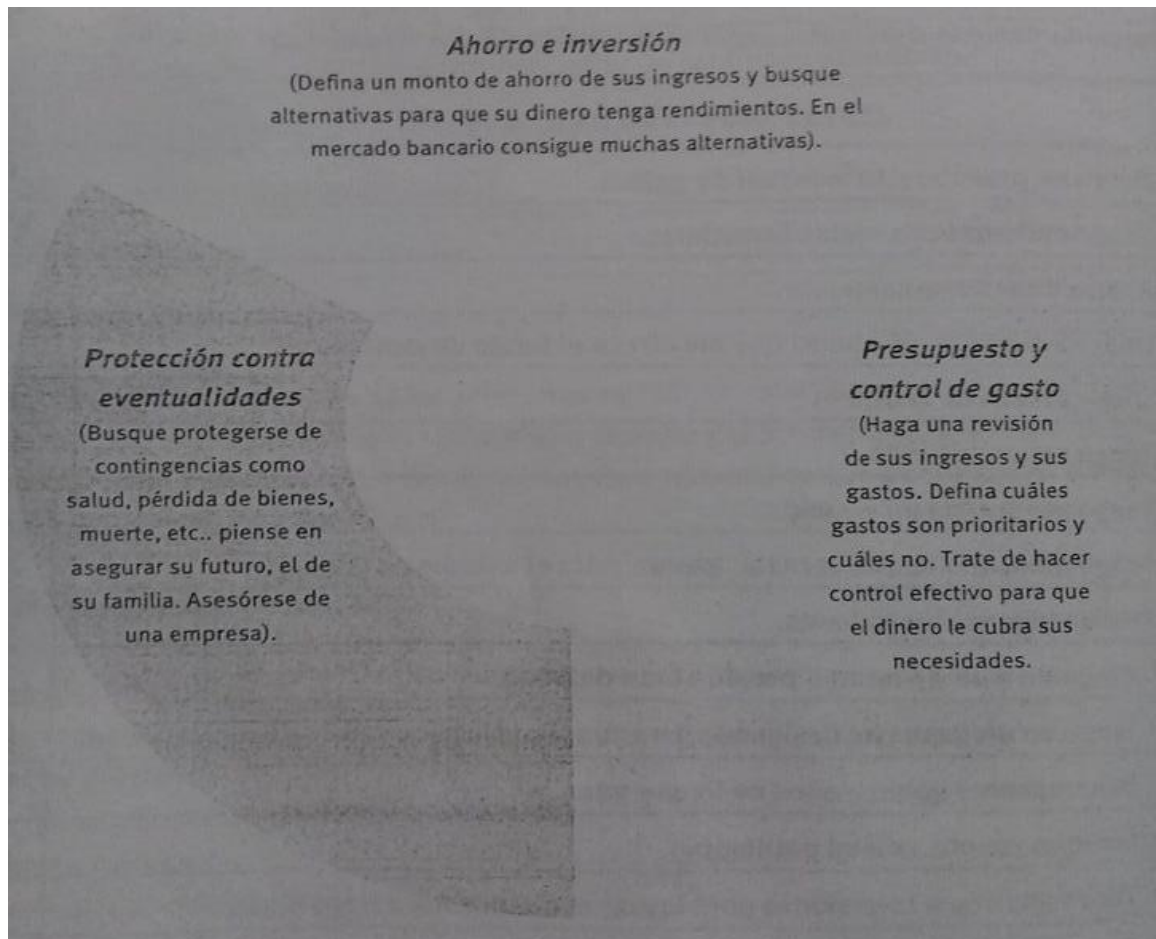 Ahorro e inversión
(Defina un monto de ahorro de sus ingresos y busque
alternativas para que su dinero tenga rendimientos. En el
mercado bancario consigue muchas alternativas).
Protección contra
eventualidades
(Busque protegerse de
contingencias como
salud, pérdida de bienes,
muerte, etc.. piense en
asegurar su futuro, el de
su familia. Asesórese de
una empresa).
Presupuesto y
control de gasto
(Haga una revisión
de sus ingresos y sus
gastos. Defina cuáles
gastos son prioritarios y
cuáles no. Trate de hacer
control efectivo para que
el dinero le cubra sus
necesidades.